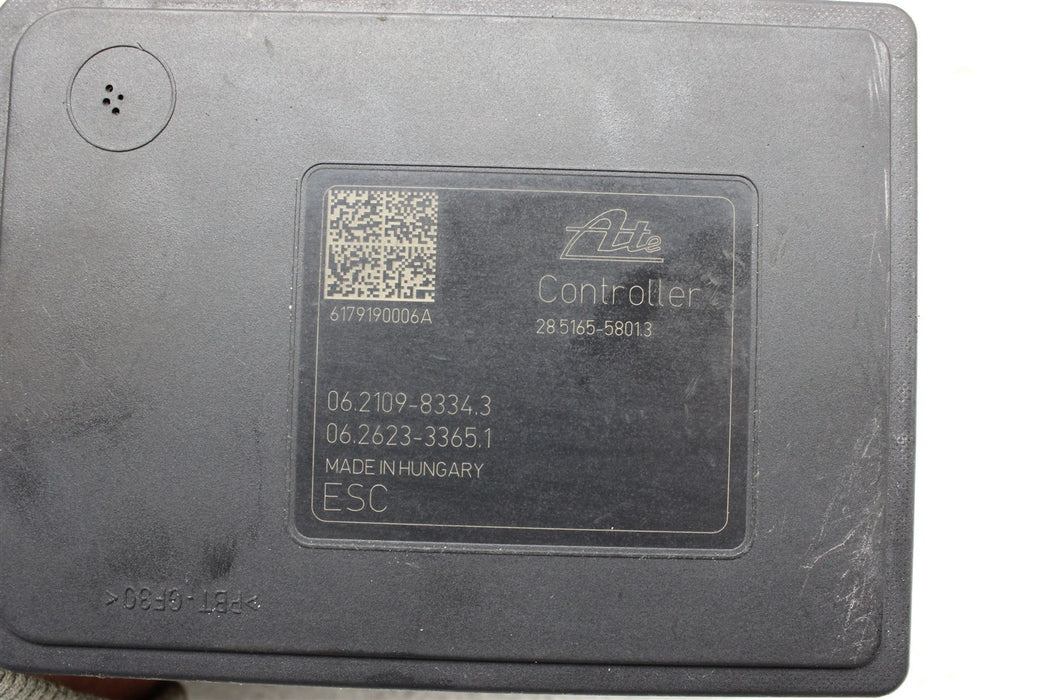 Ate
Controller
28.5165-5801.3
6179190006A
06.2109-8334.3
06.2623-3365.1
MADE IN HUNGARY
ESC
>PBT-GF30<